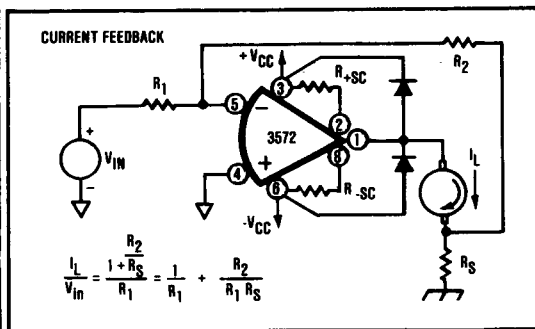 CURRENT FEEDBACK
+VCC
R2
R1
R+SC
5
3
2
3572
1
8
4
6
R-SC
-VCC
+
VIN
-
IL
RS
IL/Vin = (1 + R2/RS)/R1 = 1/R1 + R2/(R1 RS)